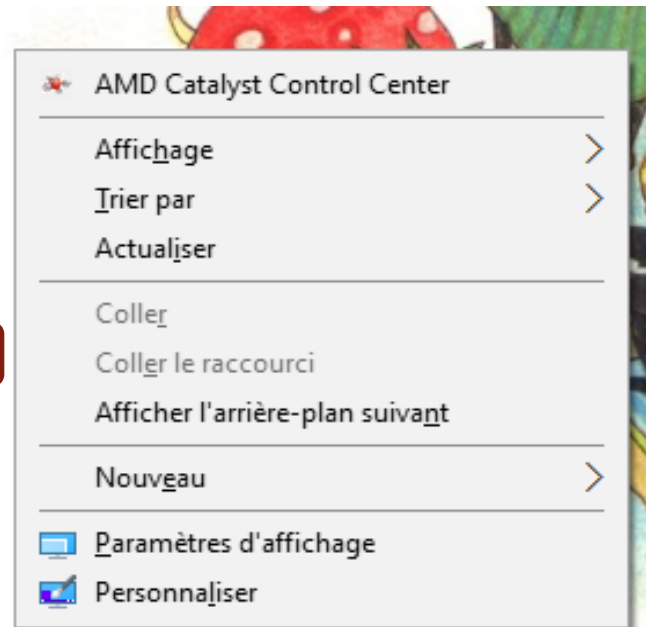 AMD Catalyst Control Center
Affichage
Trier par
Actualiser
Coller
Coller le raccourci
Afficher l'arrière-plan suivant
Nouveau
Paramètres d'affichage
Personnaliser